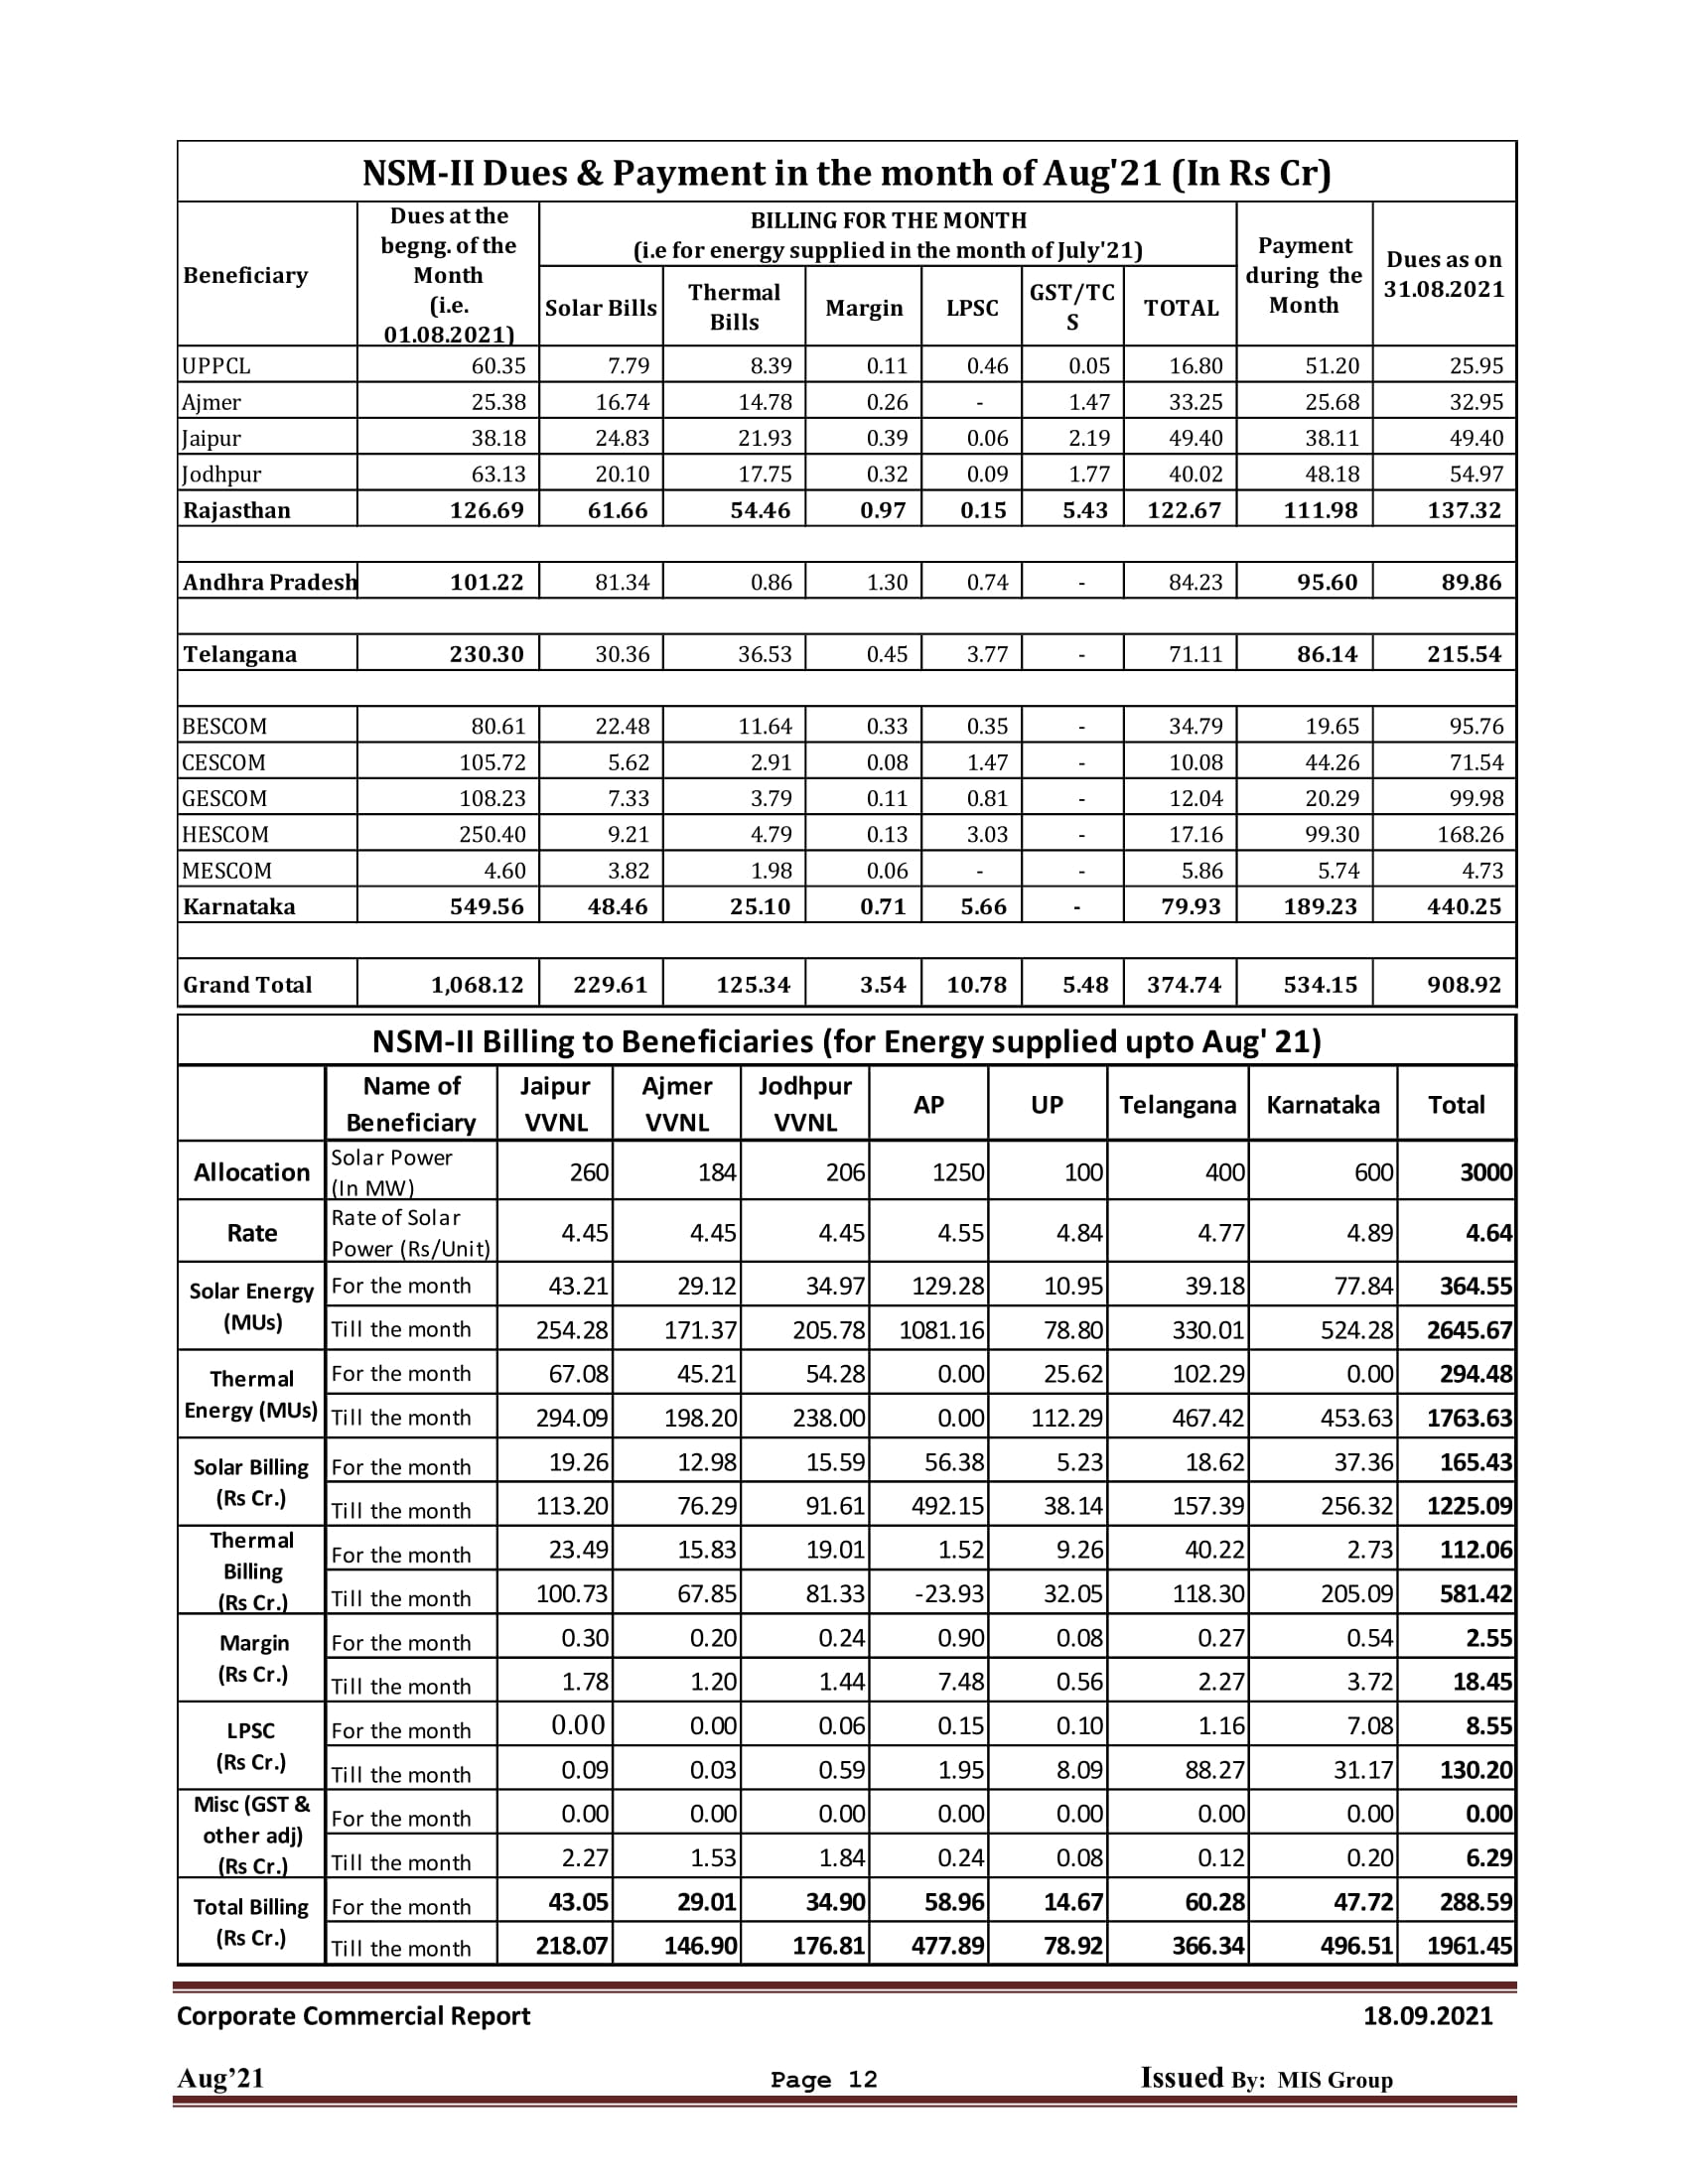 NSM-II Dues & Payment in the month of Aug'21 (In Rs Cr)
Beneficiary
Dues at the
begng. of the
Month
(i.e.
01.08.2021)
BILLING FOR THE MONTH
(i.e for energy supplied in the month of July'21)
Payment
during the
Month
Dues as on
31.08.2021
Solar Bills
Thermal
Bills
Margin
LPSC
GST/TC
S
TOTAL
UPPCL 60.35 7.79 8.39 0.11 0.46 0.05 16.80 51.20 25.95
Ajmer 25.38 16.74 14.78 0.26 - 1.47 33.25 25.68 32.95
Jaipur 38.18 24.83 21.93 0.39 0.06 2.19 49.40 38.11 49.40
Jodhpur 63.13 20.10 17.75 0.32 0.09 1.77 40.02 48.18 54.97
Rajasthan 126.69 61.66 54.46 0.97 0.15 5.43 122.67 111.98 137.32
Andhra Pradesh 101.22 81.34 0.86 1.30 0.74 - 84.23 95.60 89.86
Telangana 230.30 30.36 36.53 0.45 3.77 - 71.11 86.14 215.54
BESCOM 80.61 22.48 11.64 0.33 0.35 - 34.79 19.65 95.76
CESCOM 105.72 5.62 2.91 0.08 1.47 - 10.08 44.26 71.54
GESCOM 108.23 7.33 3.79 0.11 0.81 - 12.04 20.29 99.98
HESCOM 250.40 9.21 4.79 0.13 3.03 - 17.16 99.30 168.26
MESCOM 4.60 3.82 1.98 0.06 - - 5.86 5.74 4.73
Karnataka 549.56 48.46 25.10 0.71 5.66 - 79.93 189.23 440.25
Grand Total 1,068.12 229.61 125.34 3.54 10.78 5.48 374.74 534.15 908.92
NSM-II Billing to Beneficiaries (for Energy supplied upto Aug' 21)
Name of
Beneficiary
Jaipur
VVNL
Ajmer
VVNL
Jodhpur
VVNL
AP
UP
Telangana
Karnataka
Total
Allocation
Solar Power
(In MW)
260 184 206 1250 100 400 600 3000
Rate
Rate of Solar
Power (Rs/Unit)
4.45 4.45 4.45 4.55 4.84 4.77 4.89 4.64
Solar Energy
(MUs)
For the month 43.21 29.12 34.97 129.28 10.95 39.18 77.84 364.55
Till the month 254.28 171.37 205.78 1081.16 78.80 330.01 524.28 2645.67
Thermal
Energy (MUs)
For the month 67.08 45.21 54.28 0.00 25.62 102.29 0.00 294.48
Till the month 294.09 198.20 238.00 0.00 112.29 467.42 453.63 1763.63
Solar Billing
(Rs Cr.)
For the month 19.26 12.98 15.59 56.38 5.23 18.62 37.36 165.43
Till the month 113.20 76.29 91.61 492.15 38.14 157.39 256.32 1225.09
Thermal
Billing
(Rs Cr.)
For the month 23.49 15.83 19.01 1.52 9.26 40.22 2.73 112.06
Till the month 100.73 67.85 81.33 -23.93 32.05 118.30 205.09 581.42
Margin
(Rs Cr.)
For the month 0.30 0.20 0.24 0.90 0.08 0.27 0.54 2.55
Till the month 1.78 1.20 1.44 7.48 0.56 2.27 3.72 18.45
LPSC
(Rs Cr.)
For the month 0.00 0.00 0.06 0.15 0.10 1.16 7.08 8.55
Till the month 0.09 0.03 0.59 1.95 8.09 88.27 31.17 130.20
Misc (GST &
other adj)
(Rs Cr.)
For the month 0.00 0.00 0.00 0.00 0.00 0.00 0.00 0.00
Till the month 2.27 1.53 1.84 0.24 0.08 0.12 0.20 6.29
Total Billing
(Rs Cr.)
For the month 43.05 29.01 34.90 58.96 14.67 60.28 47.72 288.59
Till the month 218.07 146.90 176.81 477.89 78.92 366.34 496.51 1961.45
Corporate Commercial Report 18.09.2021
Aug’21 Page 12 Issued By: MIS Group